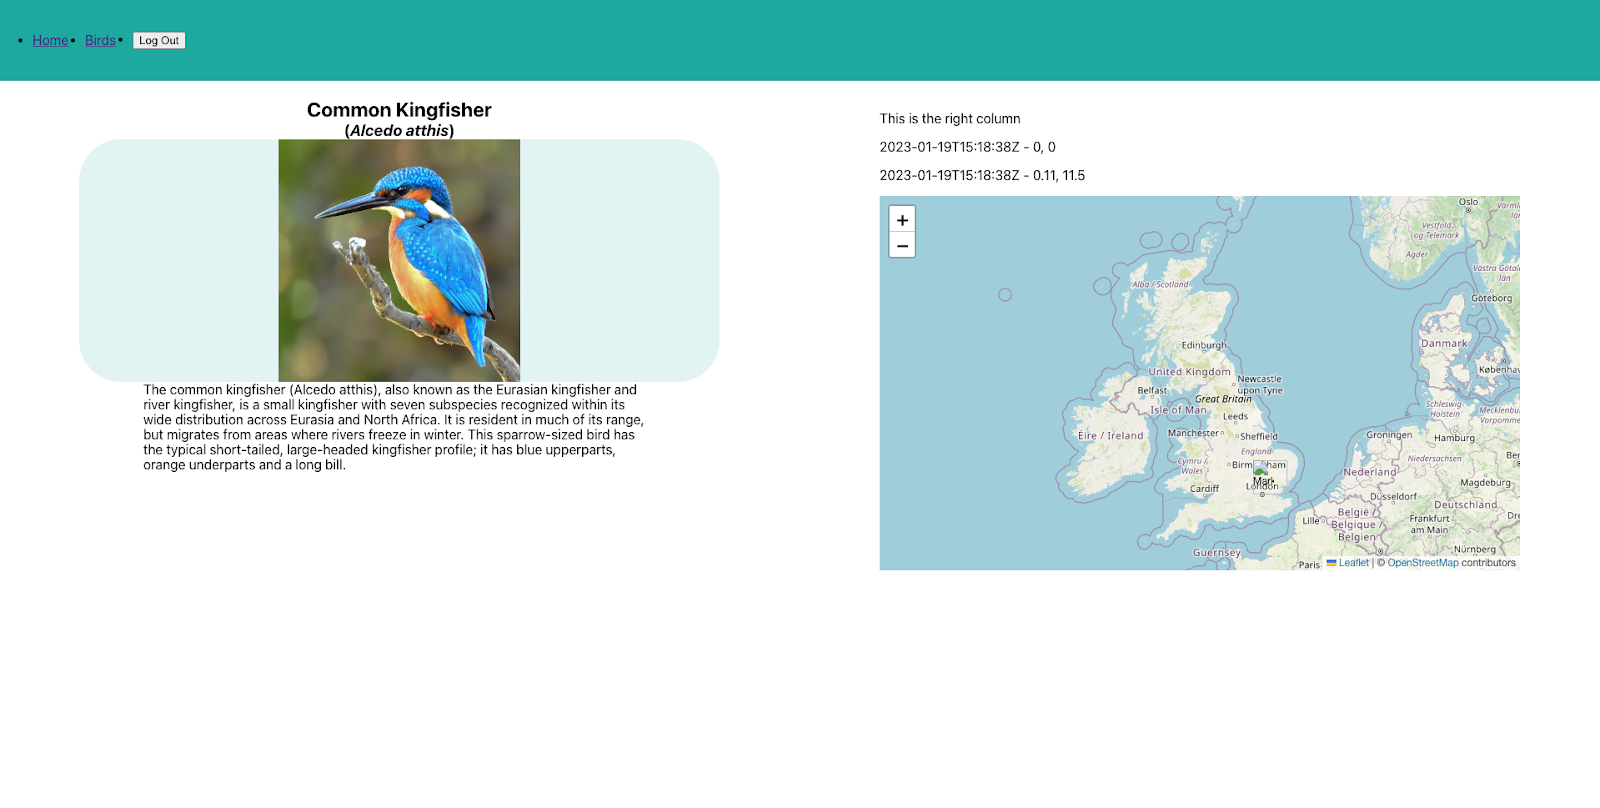 Home
Birds
Log Out
Common Kingfisher
(Alcedo atthis)
The common kingfisher (Alcedo atthis), also known as the Eurasian kingfisher and
river kingfisher, is a small kingfisher with seven subspecies recognized within its
wide distribution across Eurasia and North Africa. It is resident in much of its range,
but migrates from areas where rivers freeze in winter. This sparrow-sized bird has
the typical short-tailed, large-headed kingfisher profile; it has blue upperparts,
orange underparts and a long bill.
This is the right column
2023-01-19T15:18:38Z - 0, 0
2023-01-19T15:18:38Z - 0.11, 11.5
+
−
Oslo
Vestfold
og Telemark
Agder
Västra Götal
län
Göteborg
Alba / Scotland
Edinburgh
United Kingdom
Newcastle
upon Tyne
Belfast
Great Britain
Isle of Man
Leeds
Éire / Ireland
Manchester
Sheffield
England
Cymru /
Wales
Birmingham
Mark
Cardiff
London
Guernsey
Danmark
København
Schleswig-
Holstein
Mecklenbu
Vorpomme
Groningen
Hamburg
Niedersachsen
Nederland
Magdeburg
Düsseldorf
Deutschland
België /
Belgique
Belgien
Lille
Frankfurt
am Main
Nürnberg
Paris
Leaflet | © OpenStreetMap contributors